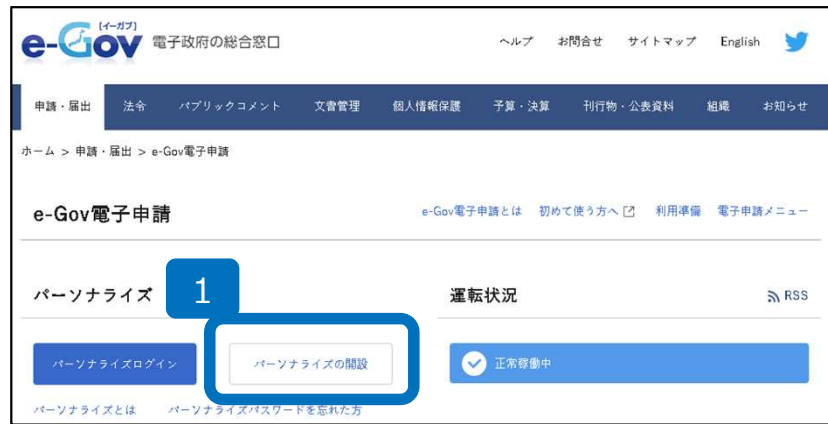 [イーガブ]
e-Gov 電子政府の総合窓口 ヘルプ お問合せ サイトマップ English
申請・届出 法令 パブリックコメント 文書管理 個人情報保護 予算・決算 刊行物・公表資料 組織 お知らせ
ホーム > 申請・届出 > e-Gov電子申請
e-Gov電子申請 e-Gov電子申請とは 初めて使う方へ 利用準備 電子申請メニュー
パーソナライズ 1 運転状況 RSS
パーソナライズログイン パーソナライズの開設 正常稼働中
パーソナライズとは パーソナライズパスワードを忘れた方